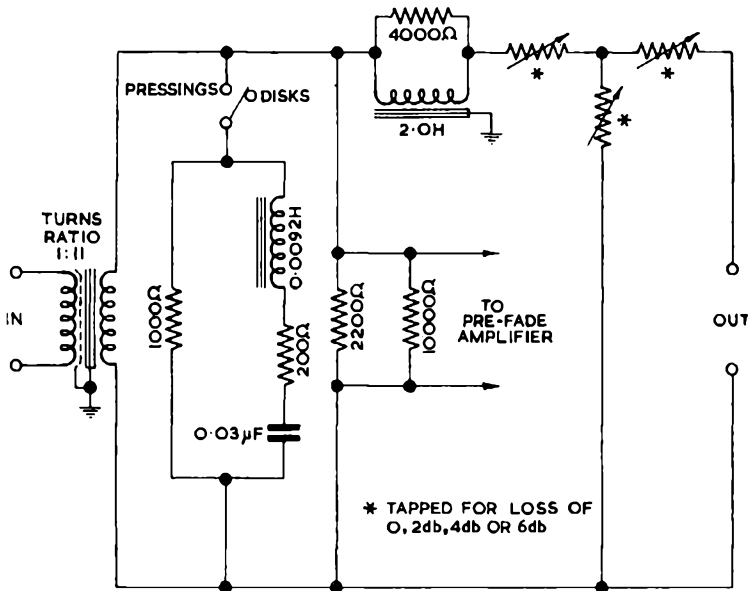 4000Ω
*
*
PRESSINGS
DISKS
2·0H
*
TURNS
RATIO
1:11
0·0092H
IN
1000Ω
200Ω
2200Ω
10000Ω
TO
PRE-FADE
AMPLIFIER
OUT
0·03μF
* TAPPED FOR LOSS OF
0, 2db, 4db OR 6db